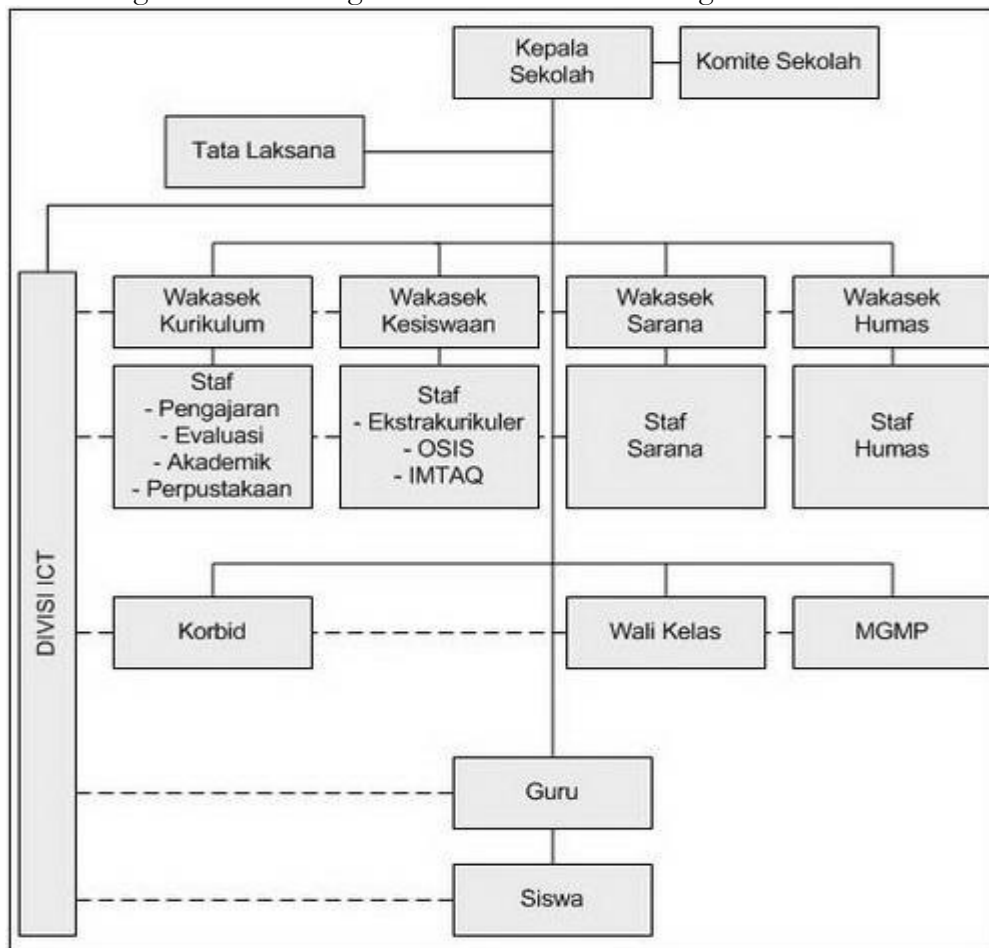 Kepala
Sekolah
Komite Sekolah
Tata Laksana
Wakasek
Kurikulum
Wakasek
Kesiswaan
Wakasek
Sarana
Wakasek
Humas
Staf
- Pengajaran
- Evaluasi
- Akademik
- Perpustakaan
Staf
- Ekstrakurikuler
- OSIS
- IMTAQ
Staf
Sarana
Staf
Humas
DIVISI ICT
Korbid
Wali Kelas
MGMP
Guru
Siswa